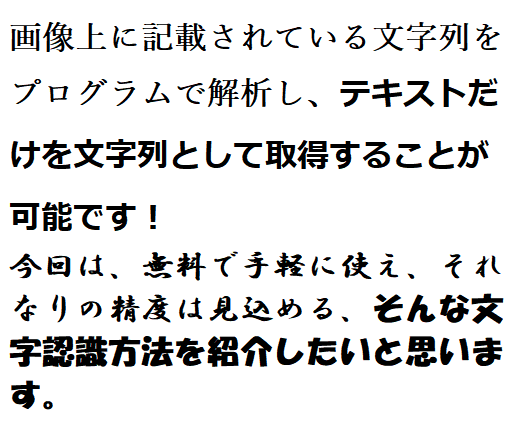 画像上に記載されている文字列を
プログラムで解析し、テキストだ
けを文字列として取得することが
可能です！
今回は、無料で手軽に使え、それ
なりの精度は見込める、そんな文
字認識方法を紹介したいと思いま
す。